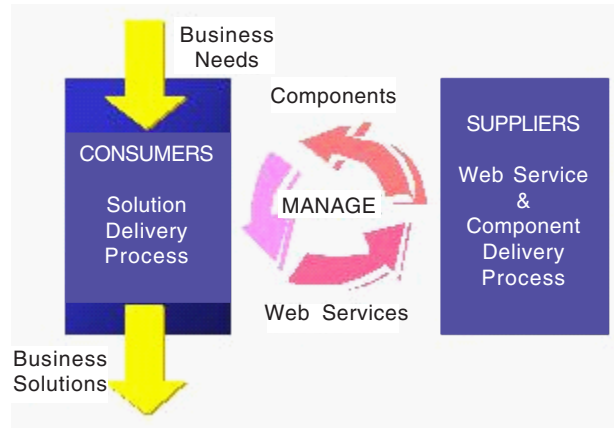 Business
Needs
Components
CONSUMERS
Solution
Delivery
Process
MANAGE
SUPPLIERS
Web Service
&
Component
Delivery
Process
Web Services
Business
Solutions